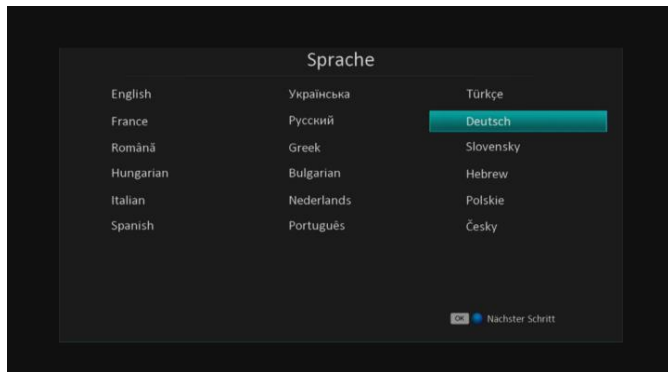 Sprache
English
Українська
Türkçe
France
Русский
Deutsch
Română
Greek
Slovensky
Hungarian
Bulgarian
Hebrew
Italian
Nederlands
Polskie
Spanish
Português
Česky
OK Nächster Schritt